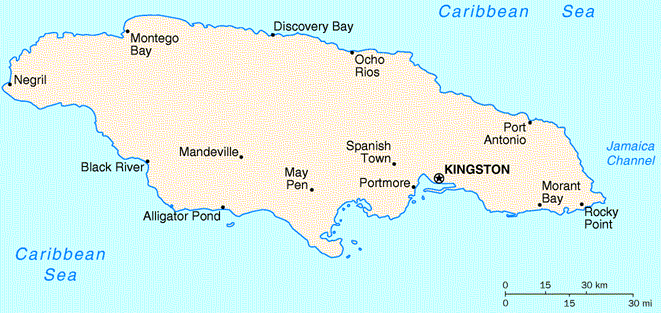 Caribbean Sea
Discovery Bay
Montego
Bay
Ocho
Rios
Negril
Port
Antonio
Jamaica
Channel
Spanish
Town
Mandeville
Black River
KINGSTON
May
Pen
Portmore
Morant
Bay
Alligator Pond
Rocky
Point
Caribbean
Sea
0 15 30 km
0 15 30 mi